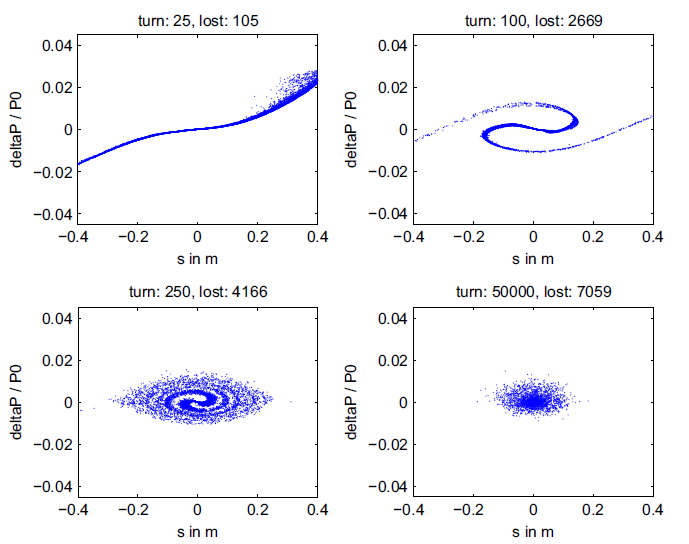 turn: 25, lost: 105
0.04
0.02
0
−0.02
−0.04
deltaP / P0
−0.4 −0.2 0 0.2 0.4
s in m
turn: 100, lost: 2669
0.04
0.02
0
−0.02
−0.04
deltaP / P0
−0.4 −0.2 0 0.2 0.4
s in m
turn: 250, lost: 4166
0.04
0.02
0
−0.02
−0.04
deltaP / P0
−0.4 −0.2 0 0.2 0.4
s in m
turn: 50000, lost: 7059
0.04
0.02
0
−0.02
−0.04
deltaP / P0
−0.4 −0.2 0 0.2 0.4
s in m